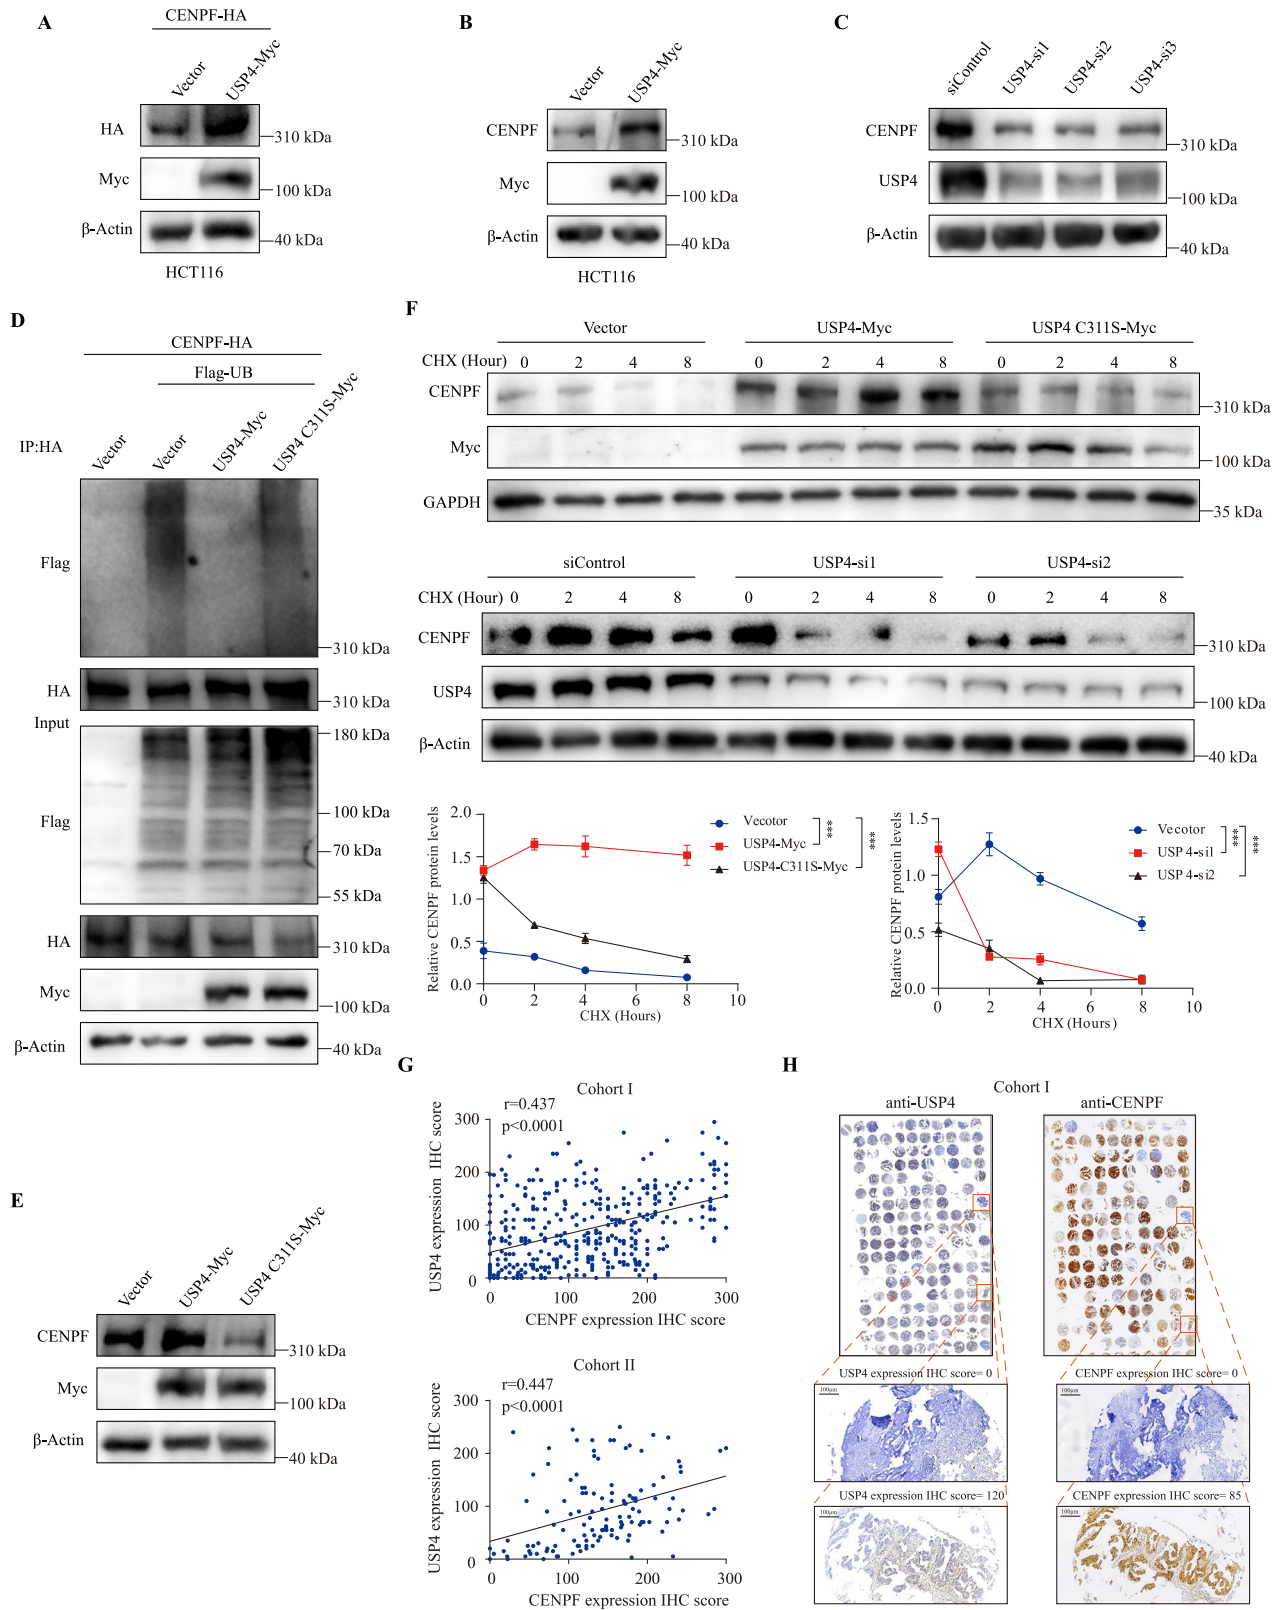 A
CENPF-HA
Vector
USP4-Myc
HA
310 kDa
Myc
100 kDa
β-Actin
40 kDa
HCT116
B
Vector
USP4-Myc
CENPF
310 kDa
Myc
100 kDa
β-Actin
40 kDa
HCT116
C
siControl
USP4-si1
USP4-si2
USP4-si3
CENPF
310 kDa
USP4
100 kDa
β-Actin
40 kDa
D
CENPF-HA
Flag-UB
IP:HA
Vector
Vector
USP4-Myc
USP4 C311S-Myc
Flag
310 kDa
HA
310 kDa
Input
180 kDa
100 kDa
Flag
70 kDa
55 kDa
HA
310 kDa
Myc
100 kDa
β-Actin
40 kDa
E
Vector
USP4-Myc
USP4 C311S-Myc
CENPF
310 kDa
Myc
100 kDa
β-Actin
40 kDa
F
Vector USP4-Myc USP4 C311S-Myc
CHX (Hour) 0 2 4 8 0 2 4 8 0 2 4 8
CENPF
310 kDa
Myc
100 kDa
GAPDH
35 kDa
siControl USP4-si1 USP4-si2
CHX (Hour) 0 2 4 8 0 2 4 8 0 2 4 8
CENPF
310 kDa
USP4
100 kDa
β-Actin
40 kDa
Relative CENPF protein levels
2.0
1.5
1.0
0.5
0.0
0 2 4 6 8 10
CHX (Hours)
Vecotor
USP4-Myc
USP4-C311S-Myc
***
***
Relative CENPF protein levels
1.5
1.0
0.5
0.0
0 2 4 6 8 10
CHX (Hours)
Vecotor
USP 4-si1
USP 4-si2
***
***
G
Cohort I
r=0.437
p<0.0001
USP4 expression IHC score
300
200
100
0
0 100 200 300
CENPF expression IHC score
Cohort II
r=0.447
p<0.0001
USP4 expression IHC score
300
200
100
0
0 100 200 300
CENPF expression IHC score
H
Cohort I
anti-USP4 anti-CENPF
USP4 expression IHC score= 0
100μm
USP4 expression IHC score= 120
100μm
CENPF expression IHC score= 0
100μm
CENPF expression IHC score= 85
100μm